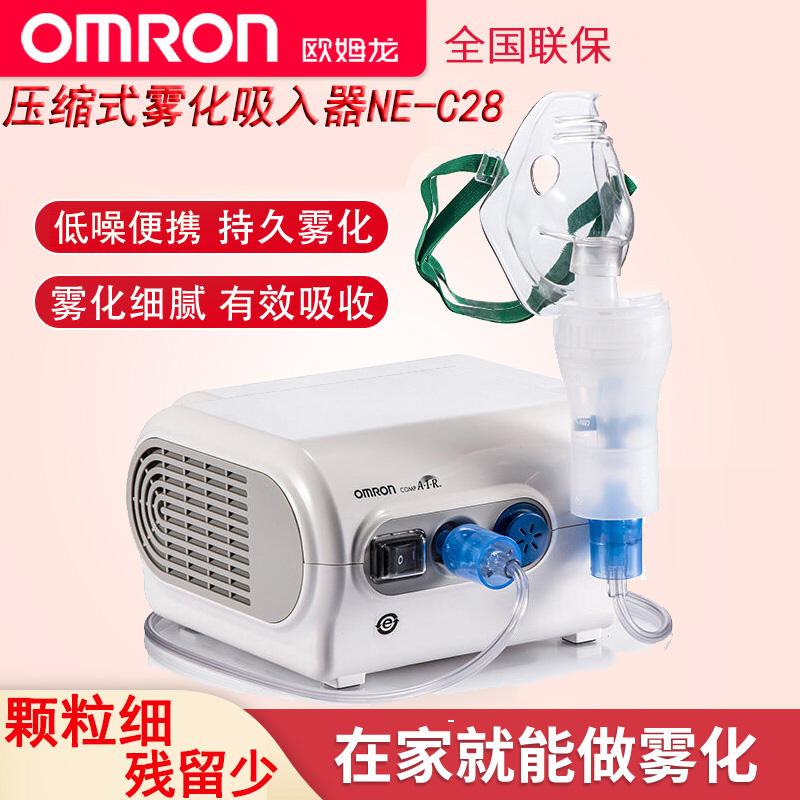 OMRON 欧姆龙 全国联保
压缩式雾化吸入器NE-C28
低噪便携 持久雾化
雾化细腻 有效吸收
OMRON COMP A·I·R
颗粒细
残留少
在家就能做雾化